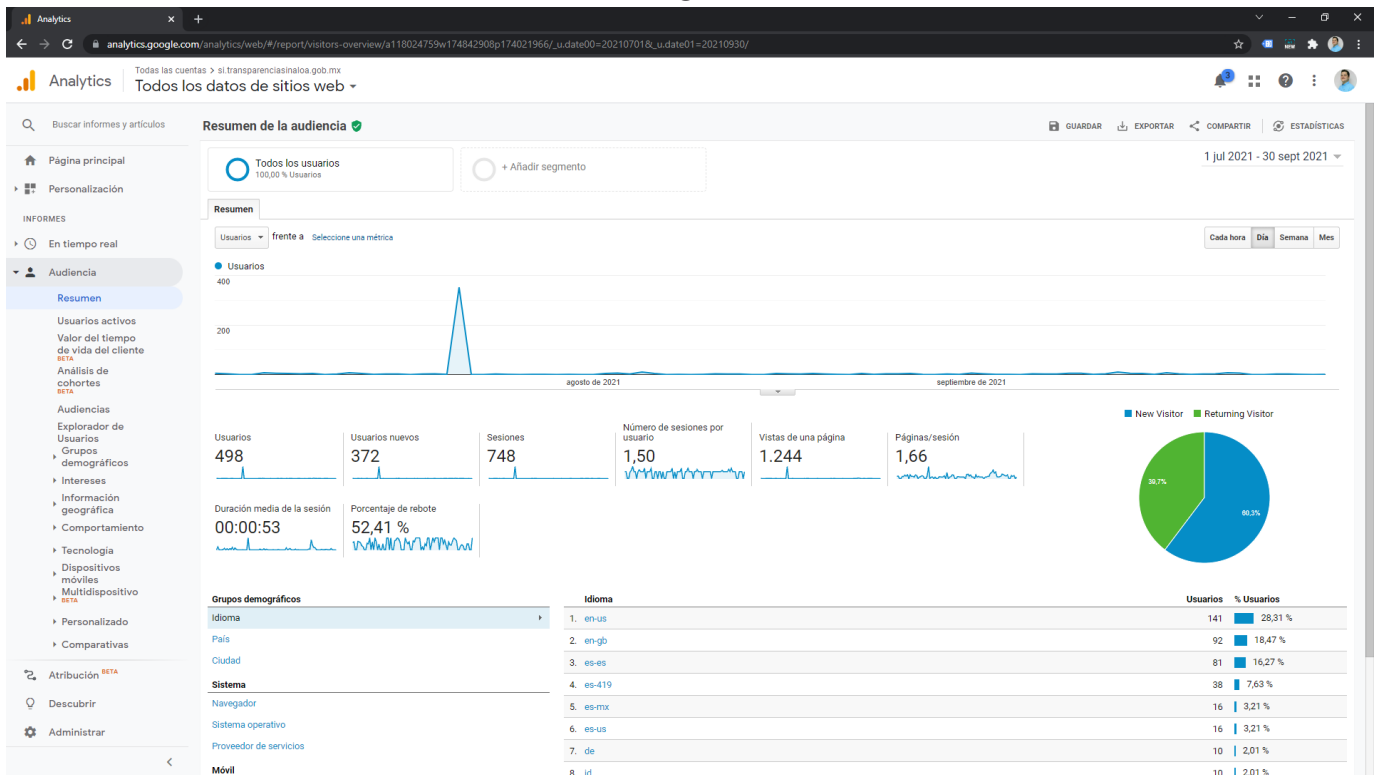 Analytics
analytics.google.com/analytics/web/#/report/visitors-overview/a118024759w174842908p174021966/_u.date00=20210701&_u.date01=20210930/
NEW
Analytics
Todas las cuentas > si.transparenciasinaloa.gob.mx
Todos los datos de sitios web
3
Buscar informes y artículos
Resumen de la audiencia
GUARDAR
EXPORTAR
COMPARTIR
ESTADÍSTICAS
Página principal
Personalización
INFORMES
En tiempo real
Audiencia
Resumen
Usuarios activos
Valor del tiempo
de vida del cliente
BETA
Análisis de
cohortes
BETA
Audiencias
Explorador de
Usuarios
Grupos
demográficos
Intereses
Información
geográfica
Comportamiento
Tecnología
Dispositivos
móviles
Multidispositivo
BETA
Personalizado
Comparativas
Atribución BETA
Descubrir
Administrar
Todos los usuarios
100,00 % Usuarios
+ Añadir segmento
1 jul 2021 - 30 sept 2021
Resumen
Usuarios frente a Seleccione una métrica
Cada hora Día Semana Mes
Usuarios
400
200
agosto de 2021
septiembre de 2021
New Visitor Returning Visitor
39,7%
60,3%
Usuarios
498
Usuarios nuevos
372
Sesiones
748
Número de sesiones por
usuario
1,50
Vistas de una página
1.244
Páginas/sesión
1,66
Duración media de la sesión
00:00:53
Porcentaje de rebote
52,41 %
Grupos demográficos
Idioma
País
Ciudad
Sistema
Navegador
Sistema operativo
Proveedor de servicios
Móvil
Idioma Usuarios % Usuarios
1. en-us 141 28,31 %
2. en-gb 92 18,47 %
3. es-es 81 16,27 %
4. es-419 38 7,63 %
5. es-mx 16 3,21 %
6. es-us 16 3,21 %
7. de 10 2,01 %
8. id 10 2,01 %